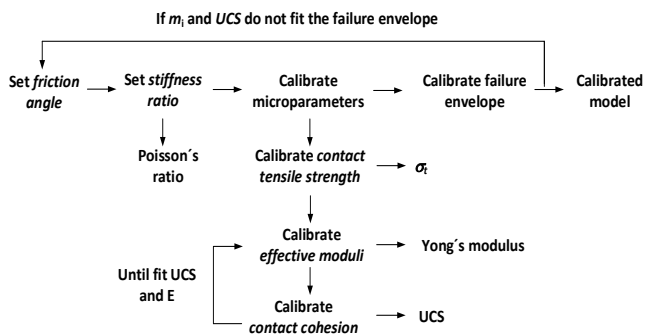 If mi and UCS do not fit the failure envelope
Set friction
angle
Set stiffness
ratio
Calibrate
microparameters
Calibrate failure
envelope
Calibrated
model
Poisson´s
ratio
Calibrate contact
tensile strength
σt
Calibrate
effective moduli
Yong´s modulus
Until fit UCS
and E
Calibrate
contact cohesion
UCS